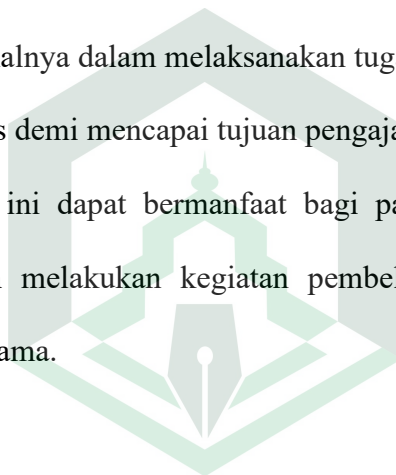 alnya dalam melaksanakan tug
s demi mencapai tujuan pengaja
ini dapat bermanfaat bagi pa
melakukan kegiatan pembel
ama.